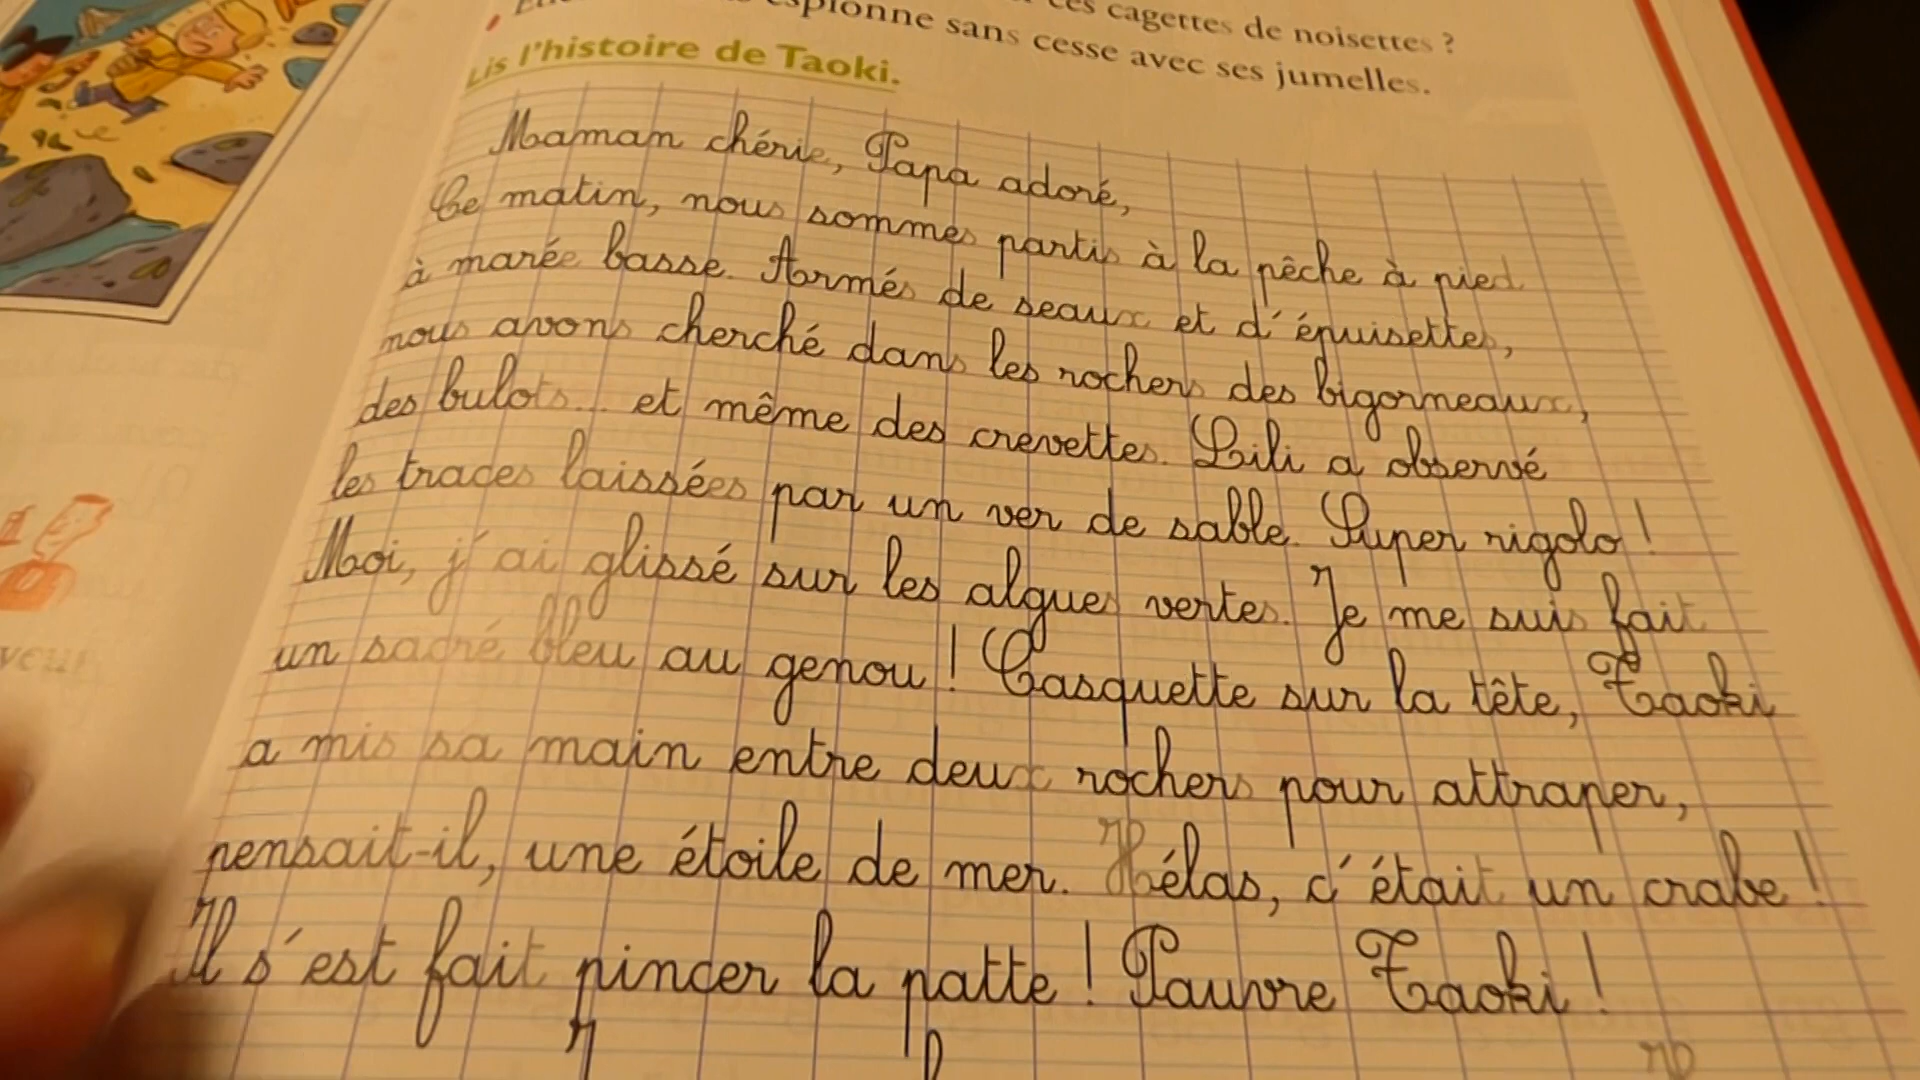 ces cagettes de noisettes ?
espionne sans cesse avec ses jumelles.
Lis l'histoire de Taoki.
Maman chérie, Papa adoré,
Ce matin, nous sommes partis à la pêche à pied
à marée basse. Armés de seaux et d'épuisettes,
nous avons cherché dans les rochers des bigorneaux,
des bulots... et même des crevettes. Lili a observé
les traces laissées par un ver de sable. Super rigolo !
Moi, j'ai glissé sur les algues vertes. Je me suis fait
un sacré bleu au genou ! Casquette sur la tête, Taoki
a mis sa main entre deux rochers pour attraper,
pensait-il, une étoile de mer. Hélas, c'était un crabe !
Il s'est fait pincer la patte ! Pauvre Taoki !